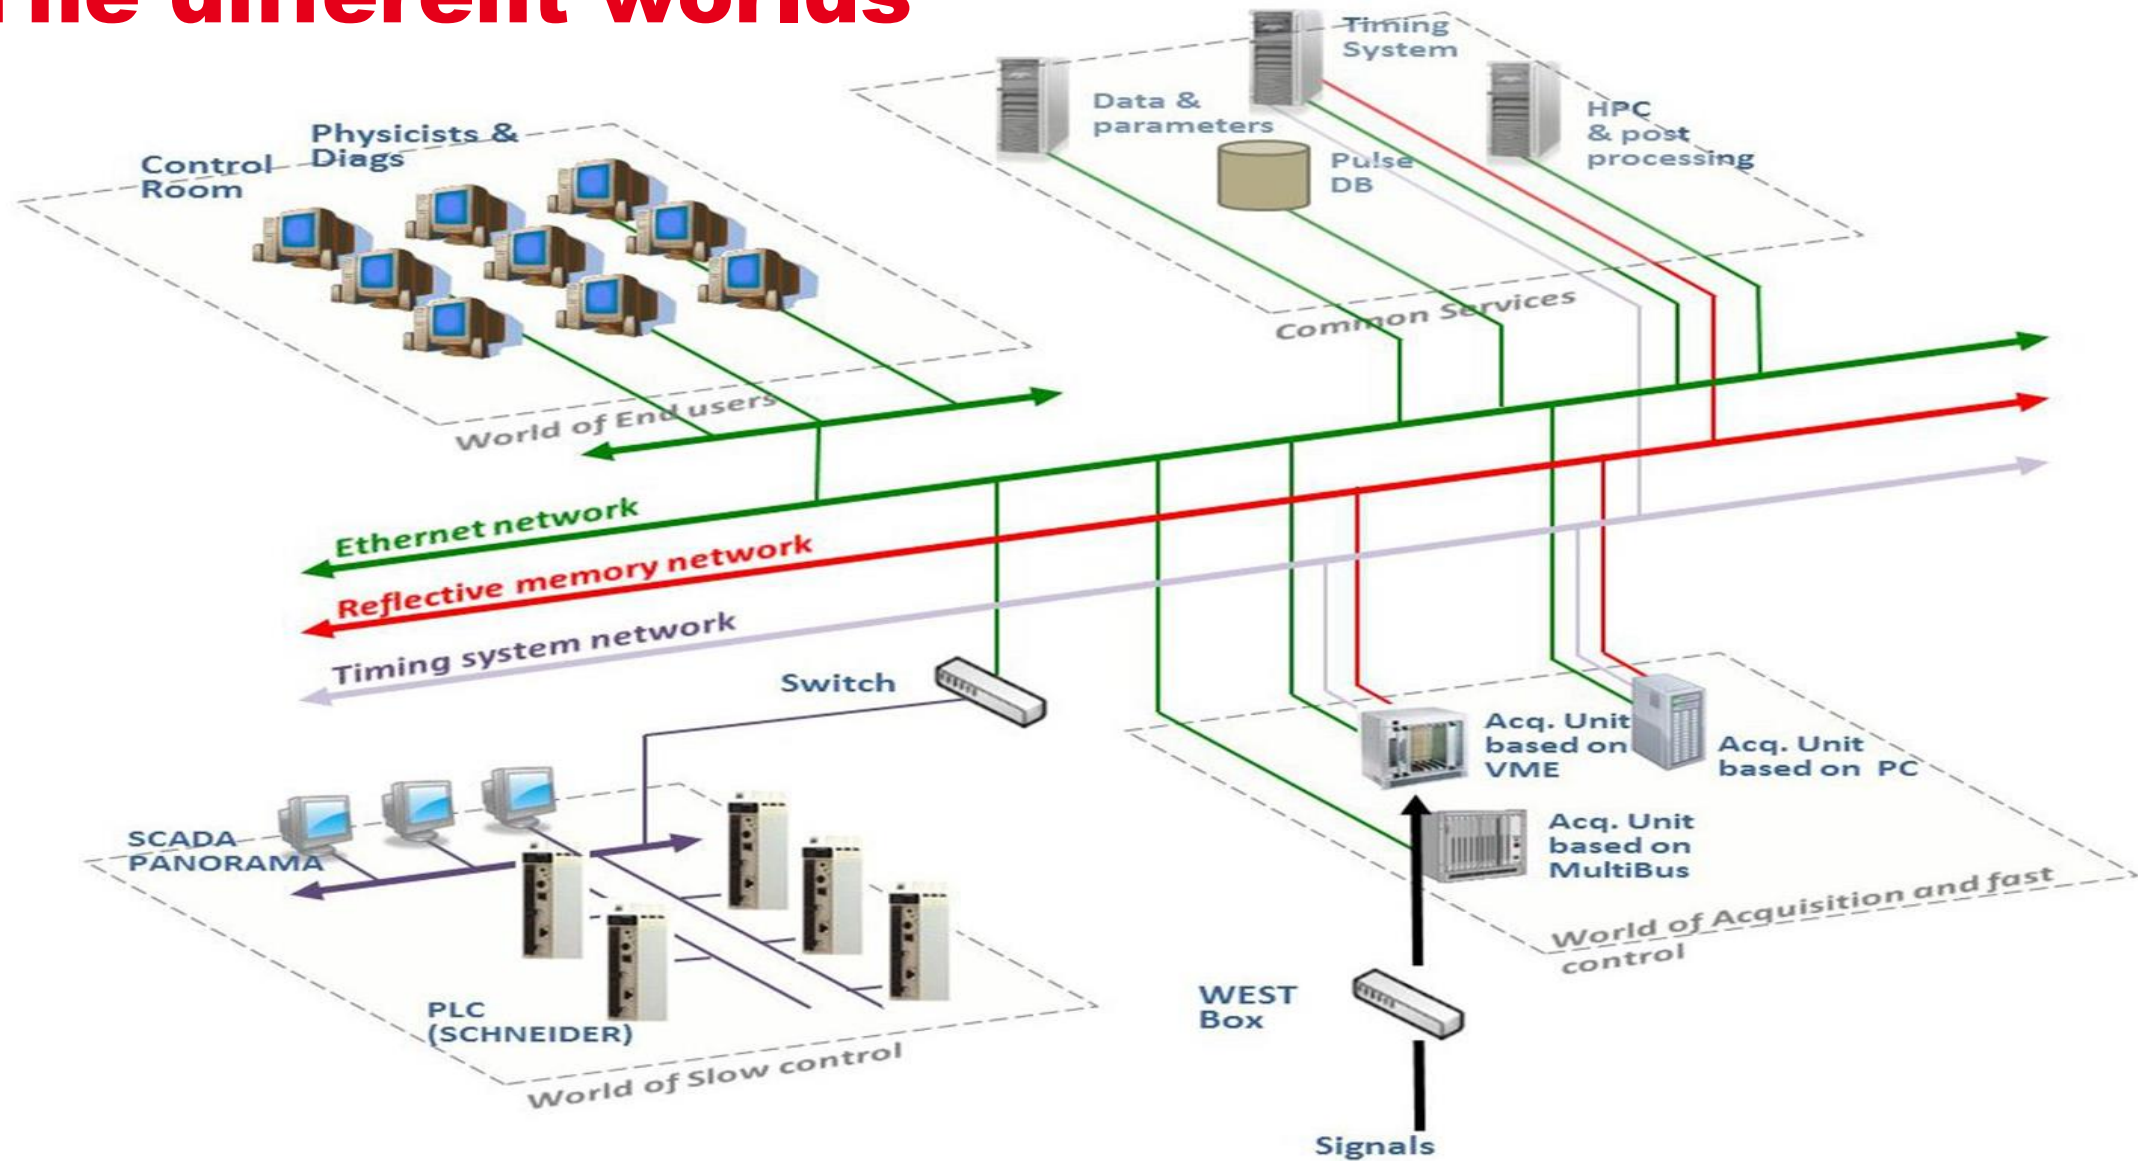 The different worlds
Physicists &
Diags
Control
Room
World of End users
Timing
System
Data &
parameters
Pulse
DB
HPC
& post
processing
Common Services
Ethernet network
Reflective memory network
Timing system network
Switch
SCADA
PANORAMA
PLC
(SCHNEIDER)
World of Slow control
Acq. Unit
based on
VME
Acq. Unit
based on PC
Acq. Unit
based on
MultiBus
World of Acquisition and fast
control
WEST
Box
Signals